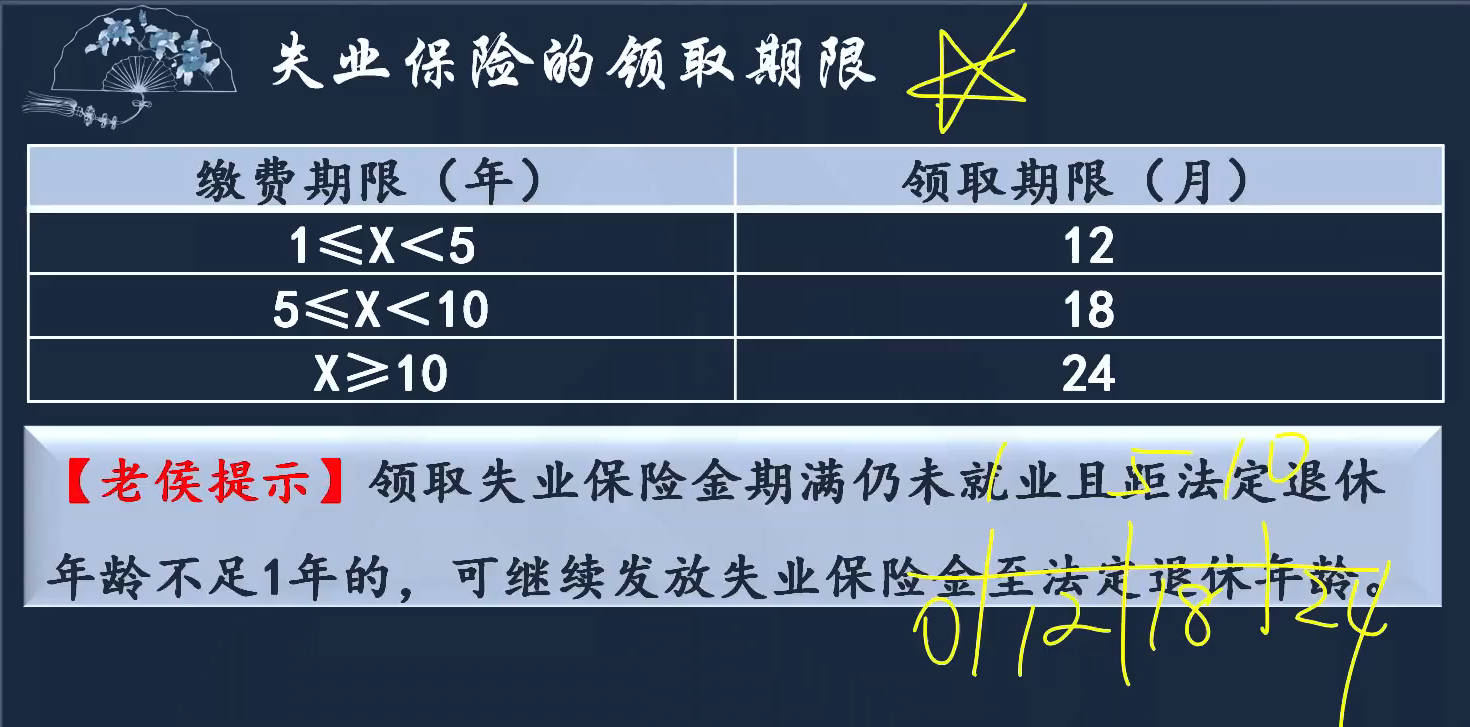 失业保险的领取期限
缴费期限（年） 领取期限（月）
1≤X＜5 12
5≤X＜10 18
X≥10 24
【老侯提示】领取失业保险金期满仍未就业且距法定退休
年龄不足1年的，可继续发放失业保险金至法定退休年龄。
1 5 10
0 12 18 24